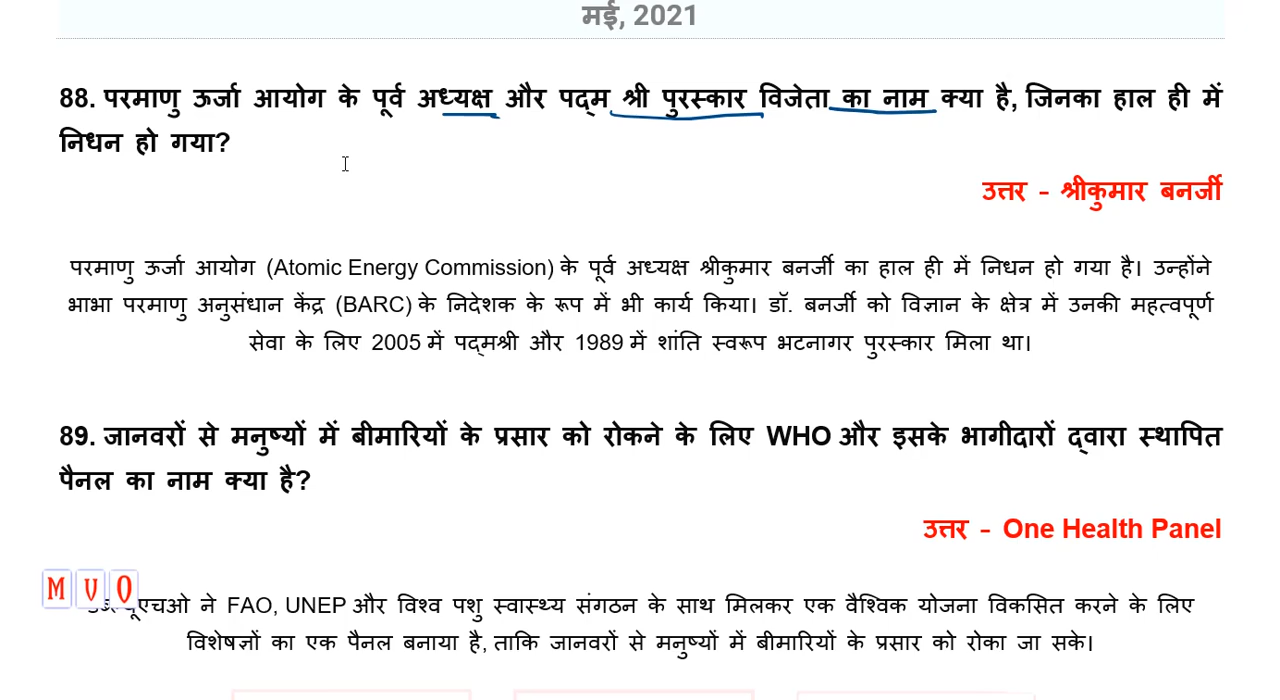 मई, 2021
88. परमाणु ऊर्जा आयोग के पूर्व अध्यक्ष और पद्म श्री पुरस्कार विजेता का नाम क्या है, जिनका हाल ही में
निधन हो गया?
उत्तर - श्रीकुमार बनर्जी
परमाणु ऊर्जा आयोग (Atomic Energy Commission) के पूर्व अध्यक्ष श्रीकुमार बनर्जी का हाल ही में निधन हो गया है। उन्होंने
भाभा परमाणु अनुसंधान केंद्र (BARC) के निदेशक के रूप में भी कार्य किया। डॉ. बनर्जी को विज्ञान के क्षेत्र में उनकी महत्वपूर्ण
सेवा के लिए 2005 में पद्मश्री और 1989 में शांति स्वरूप भटनागर पुरस्कार मिला था।
89. जानवरों से मनुष्यों में बीमारियों के प्रसार को रोकने के लिए WHO और इसके भागीदारों द्वारा स्थापित
पैनल का नाम क्या है?
उत्तर - One Health Panel
M V O
ने FAO, UNEP और विश्व पशु स्वास्थ्य संगठन के साथ मिलकर एक वैश्विक योजना विकसित करने के लिए
विशेषज्ञों का एक पैनल बनाया है, ताकि जानवरों से मनुष्यों में बीमारियों के प्रसार को रोका जा सके।